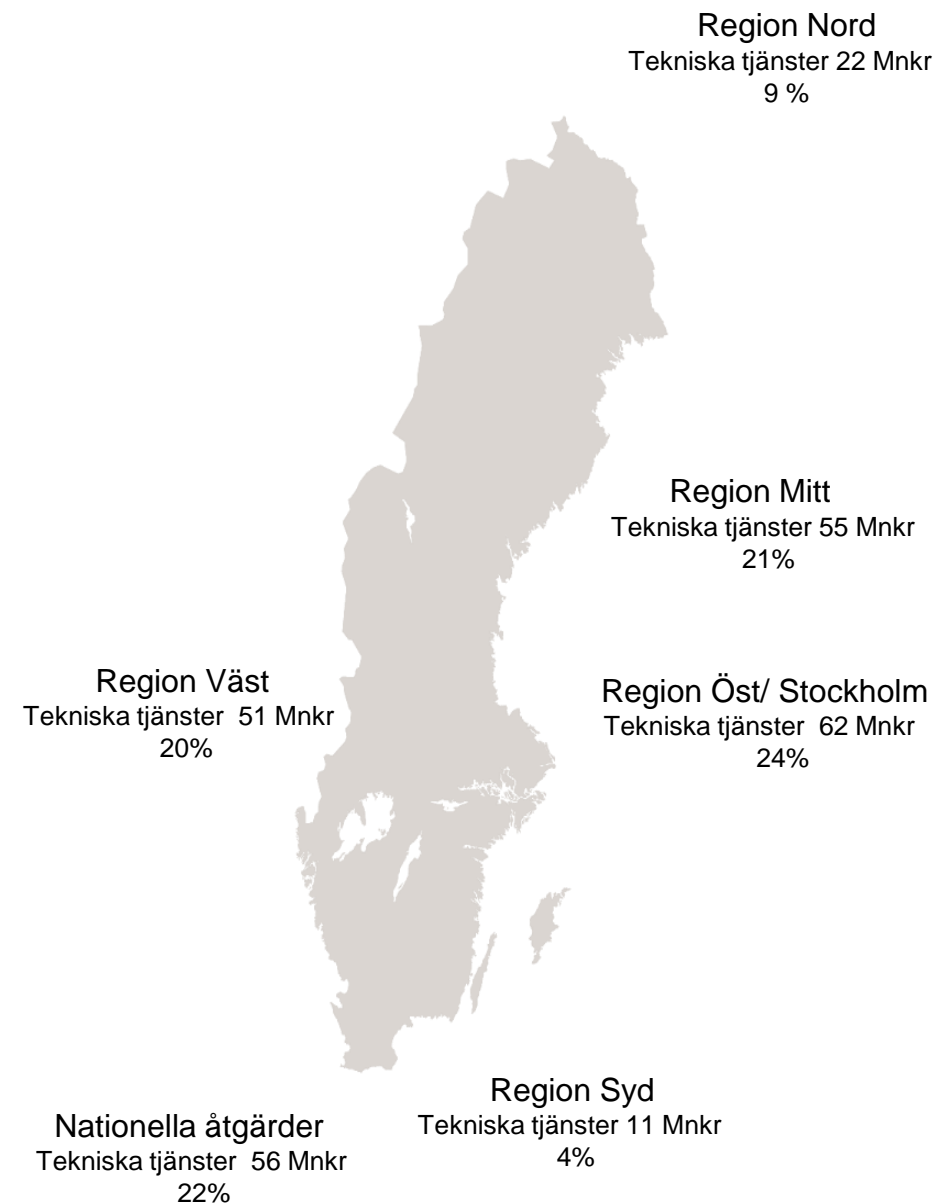 Region Nord
Tekniska tjänster 22 Mnkr
9 %
Region Mitt
Tekniska tjänster 55 Mnkr
21%
Region Väst
Tekniska tjänster 51 Mnkr
20%
Region Öst/ Stockholm
Tekniska tjänster 62 Mnkr
24%
Region Syd
Tekniska tjänster 11 Mnkr
4%
Nationella åtgärder
Tekniska tjänster 56 Mnkr
22%